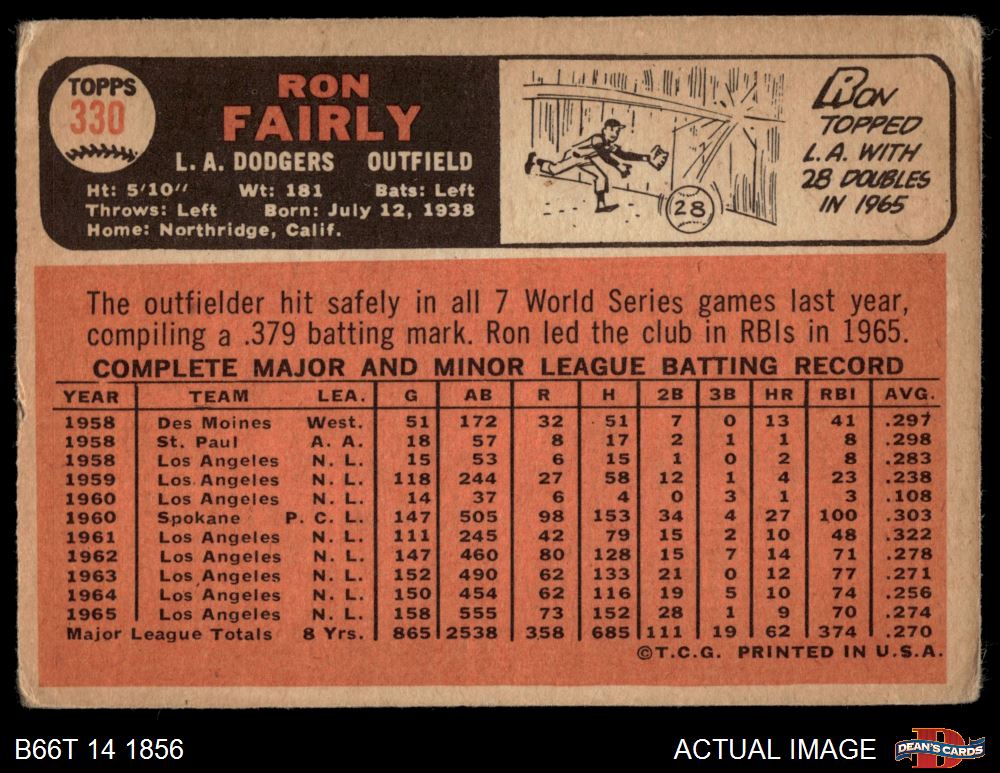 TOPPS
330
RON
FAIRLY
L. A. DODGERS OUTFIELD
Ht: 5'10" Wt: 181 Bats: Left
Throws: Left Born: July 12, 1938
Home: Northridge, Calif.
28
RON
TOPPED
L.A. WITH
28 DOUBLES
IN 1965
The outfielder hit safely in all 7 World Series games last year,
compiling a .379 batting mark. Ron led the club in RBIs in 1965.
COMPLETE MAJOR AND MINOR LEAGUE BATTING RECORD
YEAR TEAM LEA. G AB R H 2B 3B HR RBI AVG.
1958 Des Moines West. 51 172 32 51 7 0 13 41 .297
1958 St. Paul A. A. 18 57 8 17 2 1 1 8 .298
1958 Los Angeles N. L. 15 53 6 15 1 0 2 8 .283
1959 Los Angeles N. L. 118 244 27 58 12 1 4 23 .238
1960 Los Angeles N. L. 14 37 6 4 0 3 1 3 .108
1960 Spokane P. C. L. 147 505 98 153 34 4 27 100 .303
1961 Los Angeles N. L. 111 245 42 79 15 2 10 48 .322
1962 Los Angeles N. L. 147 460 80 128 15 7 14 71 .278
1963 Los Angeles N. L. 152 490 62 133 21 0 12 77 .271
1964 Los Angeles N. L. 150 454 62 116 19 5 10 74 .256
1965 Los Angeles N. L. 158 555 73 152 28 1 9 70 .274
Major League Totals 8 Yrs. 865 2538 358 685 111 19 62 374 .270
©T.C.G. PRINTED IN U.S.A.
B66T 14 1856
ACTUAL IMAGE
D
DEAN'S CARDS